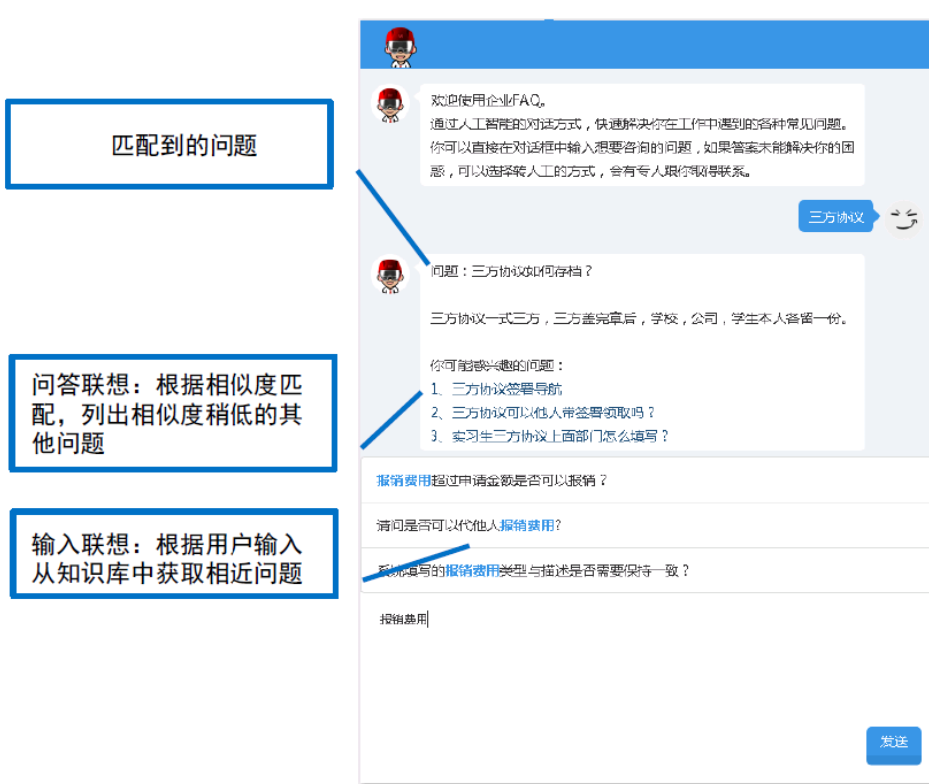 匹配到的问题
问答联想：根据相似度匹
配，列出相似度稍低的其
他问题
输入联想：根据用户输入
从知识库中获取相近问题
欢迎使用企业FAQ。
通过人工智能的对话方式，快速解决你在工作中遇到的各种常见问题。
你可以直接在对话框中输入想要咨询的问题，如果答案未能解决你的困
惑，可以选择转人工的方式，会有专人跟你取得联系。
三方协议
问题：三方协议如何存档？
三方协议一式三方，三方盖完章后，学校，公司，学生本人各留一份。
你可能感兴趣的问题：
1、三方协议签署导航
2、三方协议可以他人带签署领取吗？
3、实习生三方协议上面部门怎么填写？
报销费用超过申请金额是否可以报销？
请问是否可以代他人报销费用?
系统填写的报销费用类型与描述是否需要保持一致？
报销费用
发送